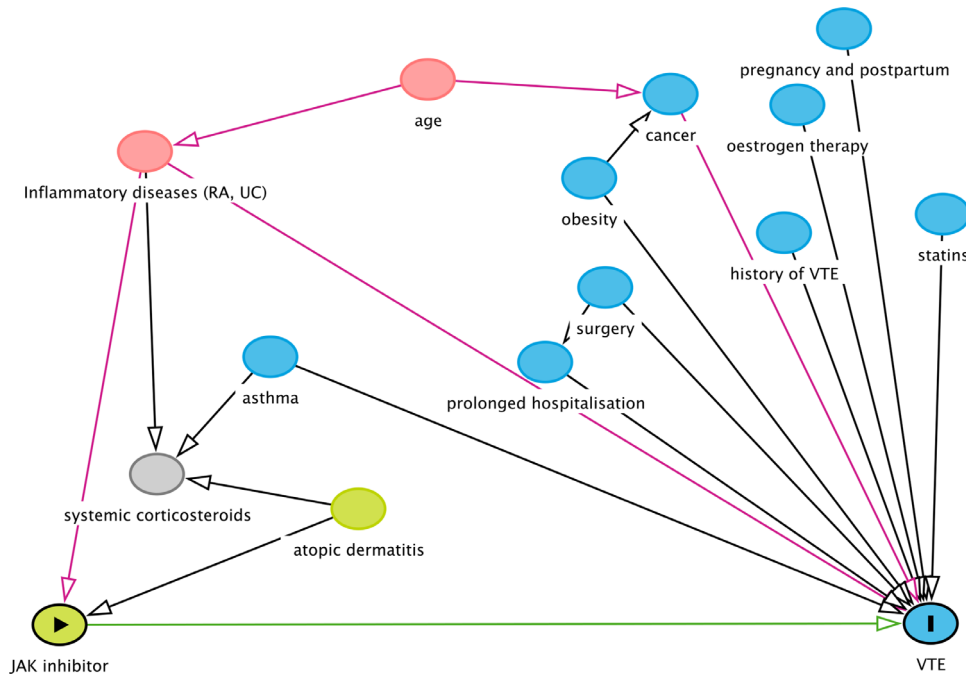 pregnancy and postpartum
age
cancer
oestrogen therapy
Inflammatory diseases (RA, UC)
obesity
statins
history of VTE
surgery
asthma
prolonged hospitalisation
systemic corticosteroids
atopic dermatitis
JAK inhibitor
VTE